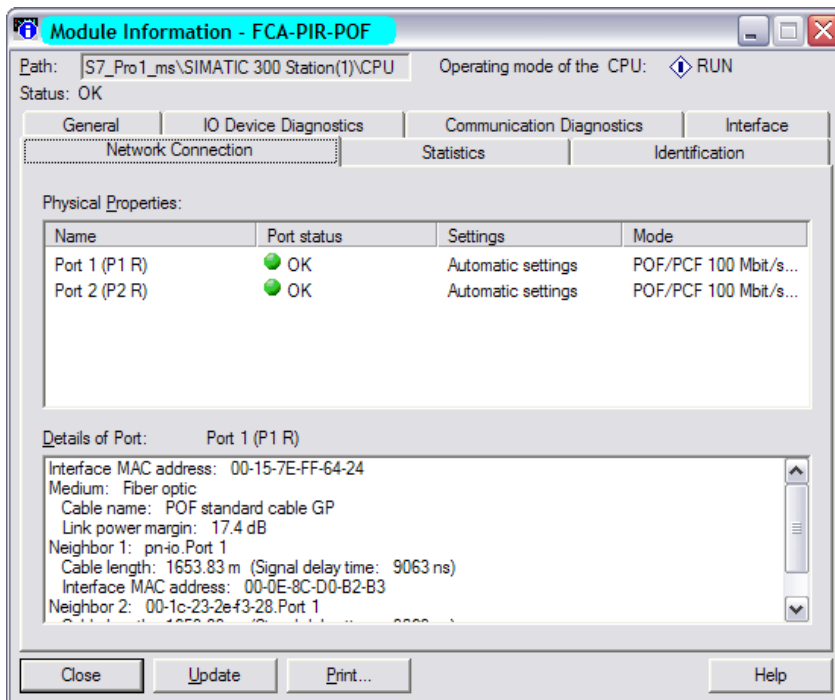 Module Information - FCA-PIR-POF
Path: S7_Pro1_ms\SIMATIC 300 Station(1)\CPU Operating mode of the CPU: RUN
Status: OK
General IO Device Diagnostics Communication Diagnostics Interface
Network Connection Statistics Identification
Physical Properties:
Name Port status Settings Mode
Port 1 (P1 R) OK Automatic settings POF/PCF 100 Mbit/s...
Port 2 (P2 R) OK Automatic settings POF/PCF 100 Mbit/s...
Details of Port: Port 1 (P1 R)
Interface MAC address: 00-15-7E-FF-64-24
Medium: Fiber optic
Cable name: POF standard cable GP
Link power margin: 17.4 dB
Neighbor 1: pn-io.Port 1
Cable length: 1653.83 m (Signal delay time: 9063 ns)
Interface MAC address: 00-0E-8C-D0-B2-B3
Neighbor 2: 00-1c-23-2e-f3-28.Port 1
Close Update Print... Help